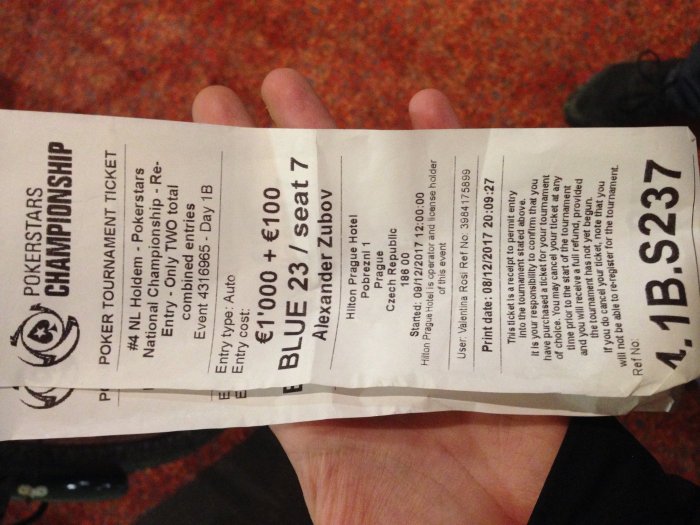 POKERSTARS
CHAMPIONSHIP
POKER TOURNAMENT TICKET
#4 NL Holdem - Pokerstars
National Championship - Re-
Entry - Only TWO total
combined entries
Event 4316965 - Day 1B
Entry type: Auto
Entry cost:
€1'000 + €100
BLUE 23 / seat 7
Alexander Zubov
Hilton Prague Hotel
Pobrezni 1
Prague
Czech Republic
186 00
Started: 09/12/2017 12:00:00
Hilton Prague Hotel is operator and license holder
of this event
User: Valentina Rosi Ref No: 3984175899
Print date: 08/12/2017 20:09:27
This ticket is a receipt to permit entry
into the tournament stated above.
It is your responsibility to confirm that you
have purchased a ticket for your tournament
of choice. You may cancel your ticket at any
time prior to the start of the tournament
and you will receive a full refund, provided
the tournament has not yet begun.
If you do cancel your ticket, note that you
will not be able to re-register for the tournament.
Ref No:
4.1B.S237